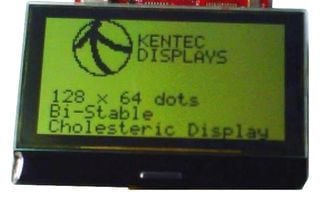 KENTEC
DISPLAYS
128 x 64 dots
Bi-Stable
Cholesteric Display